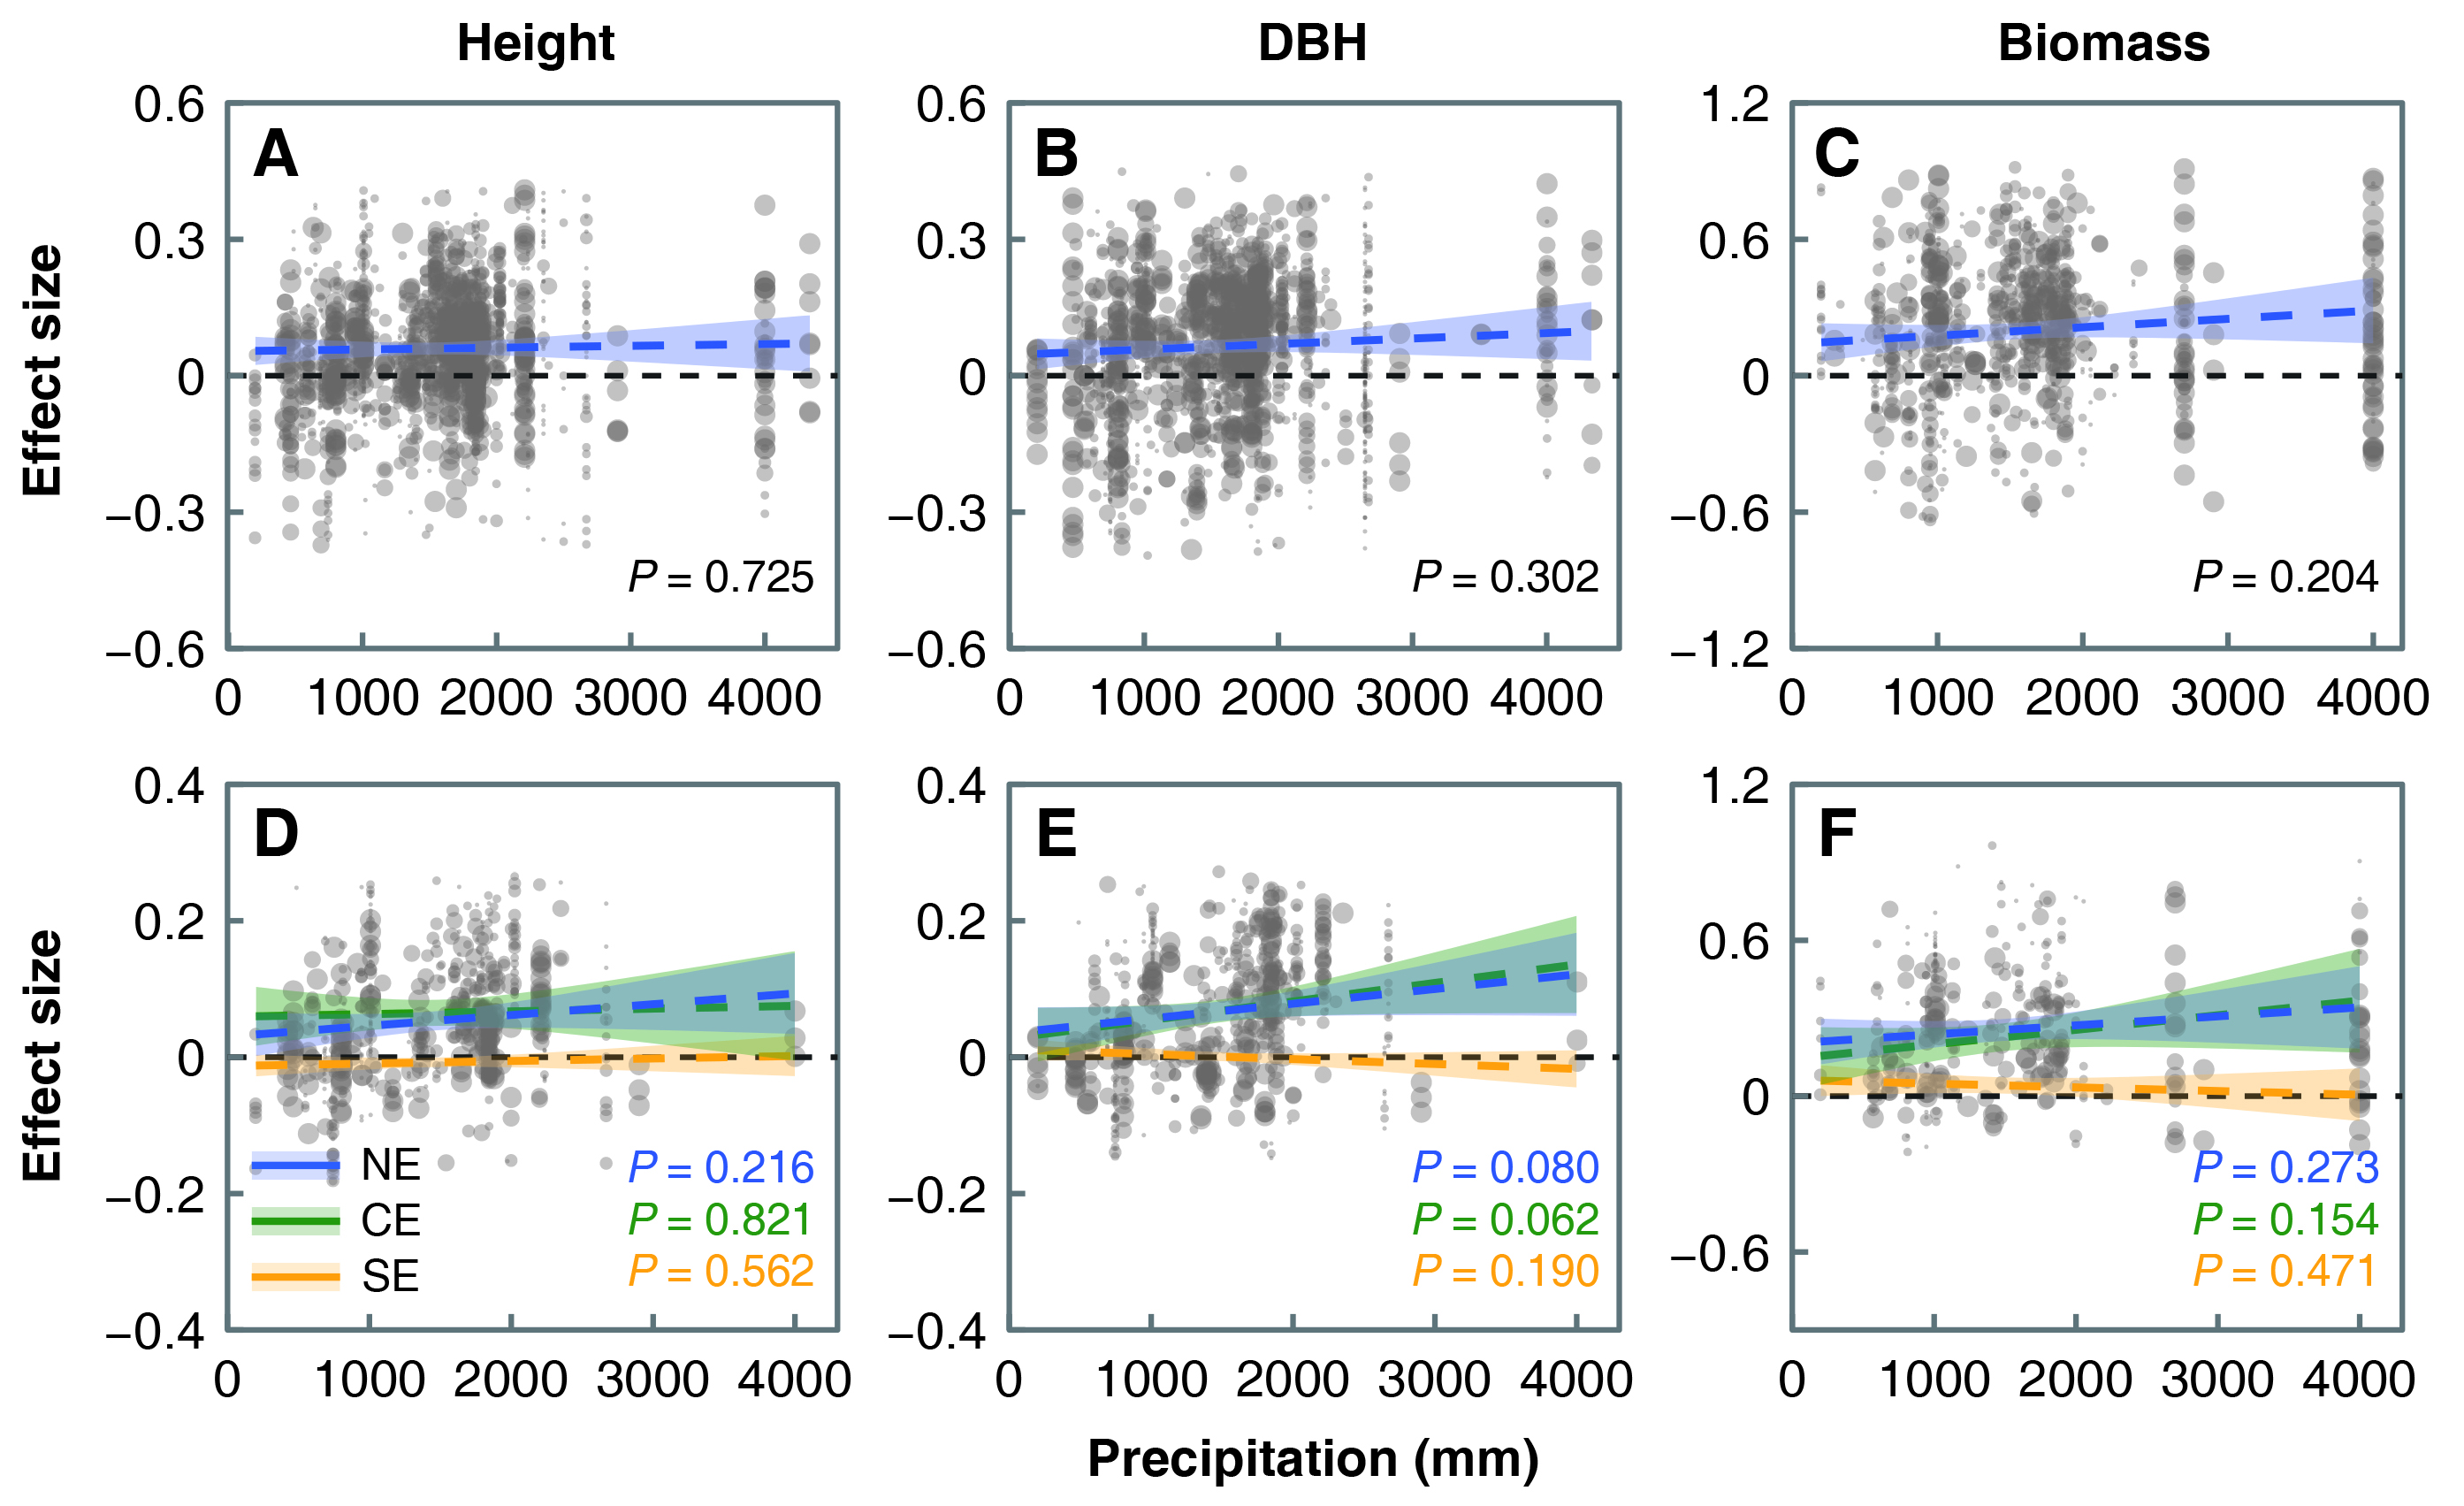 Height DBH Biomass
0.6 0.6 1.2
A B C
0.3 0.3 0.6
Effect size
0 0 0
−0.3 −0.3 −0.6
P = 0.725 P = 0.302 P = 0.204
−0.6 −0.6 −1.2
0 1000 2000 3000 4000 0 1000 2000 3000 4000 0 1000 2000 3000 4000
0.4 0.4 1.2
D E F
0.2 0.2 0.6
Effect size
0 0 0
NE P = 0.216 P = 0.080 P = 0.273
−0.2 −0.2
CE P = 0.821 P = 0.062 P = 0.154
−0.6
SE P = 0.562 P = 0.190 P = 0.471
−0.4 −0.4
0 1000 2000 3000 4000 0 1000 2000 3000 4000 0 1000 2000 3000 4000
Precipitation (mm)